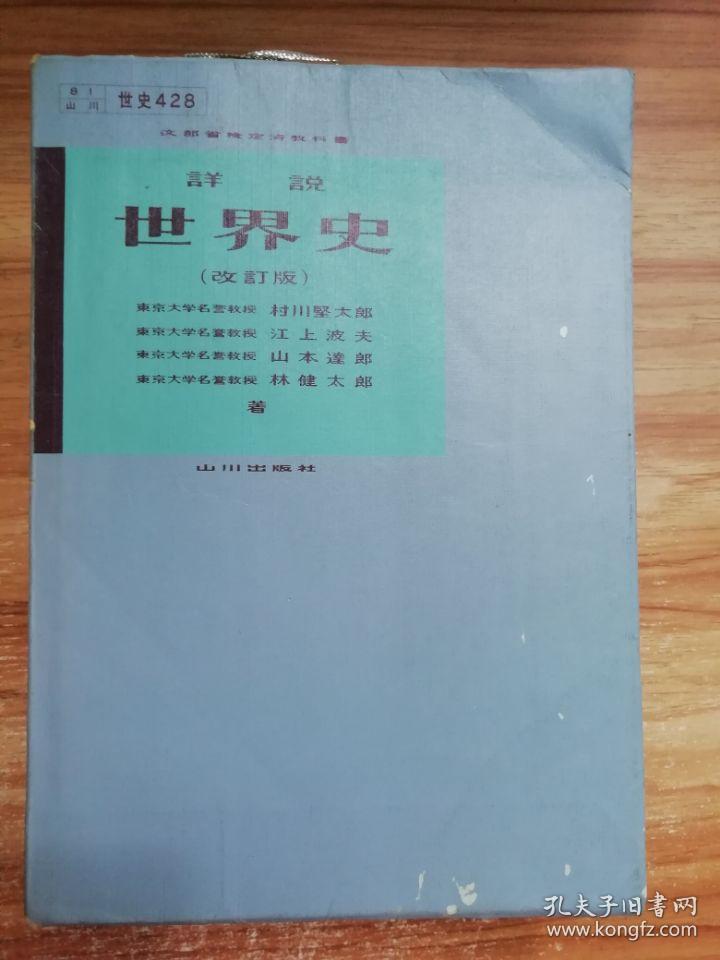 81
山川
世史428
文部省検定済教科書
詳説
世界史
(改訂版)
東京大学名誉教授 村川堅太郎
東京大学名誉教授 江上波夫
東京大学名誉教授 山本達郎
東京大学名誉教授 林健太郎
著
山川出版社
孔夫子旧书网
www.kongfz.com